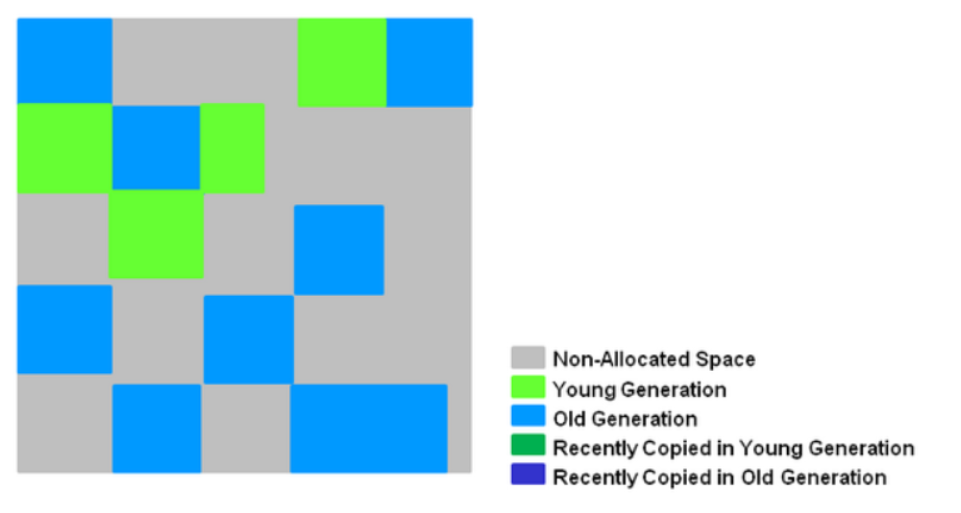 Non-Allocated Space
Young Generation
Old Generation
Recently Copied in Young Generation
Recently Copied in Old Generation